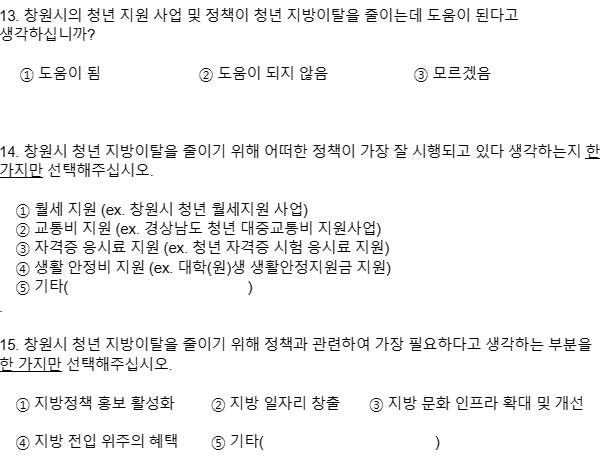 13. 창원시의 청년 지원 사업 및 정책이 청년 지방이탈을 줄이는데 도움이 된다고
생각하십니까?
① 도움이 됨 ② 도움이 되지 않음 ③ 모르겠음
14. 창원시 청년 지방이탈을 줄이기 위해 어떠한 정책이 가장 잘 시행되고 있다 생각하는지 한
가지만 선택해주십시오.
① 월세 지원 (ex. 창원시 청년 월세지원 사업)
② 교통비 지원 (ex. 경상남도 청년 대중교통비 지원사업)
③ 자격증 응시료 지원 (ex. 청년 자격증 시험 응시료 지원)
④ 생활 안정비 지원 (ex. 대학(원)생 생활안정지원금 지원)
⑤ 기타( )
.
15. 창원시 청년 지방이탈을 줄이기 위해 정책과 관련하여 가장 필요하다고 생각하는 부분을
한 가지만 선택해주십시오.
① 지방정책 홍보 활성화 ② 지방 일자리 창출 ③ 지방 문화 인프라 확대 및 개선
④ 지방 전입 위주의 혜택 ⑤ 기타( )